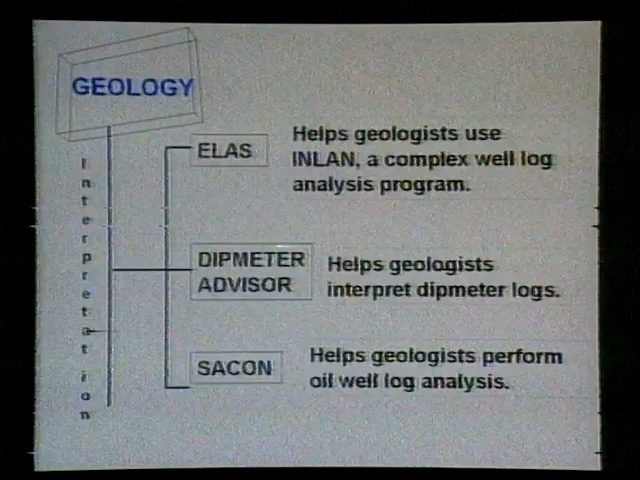 GEOLOGY
Interpretation
ELAS
Helps geologists use
INLAN, a complex well log
analysis program.
DIPMETER
ADVISOR
Helps geologists
interpret dipmeter logs.
SACON
Helps geologists perform
oil well log analysis.